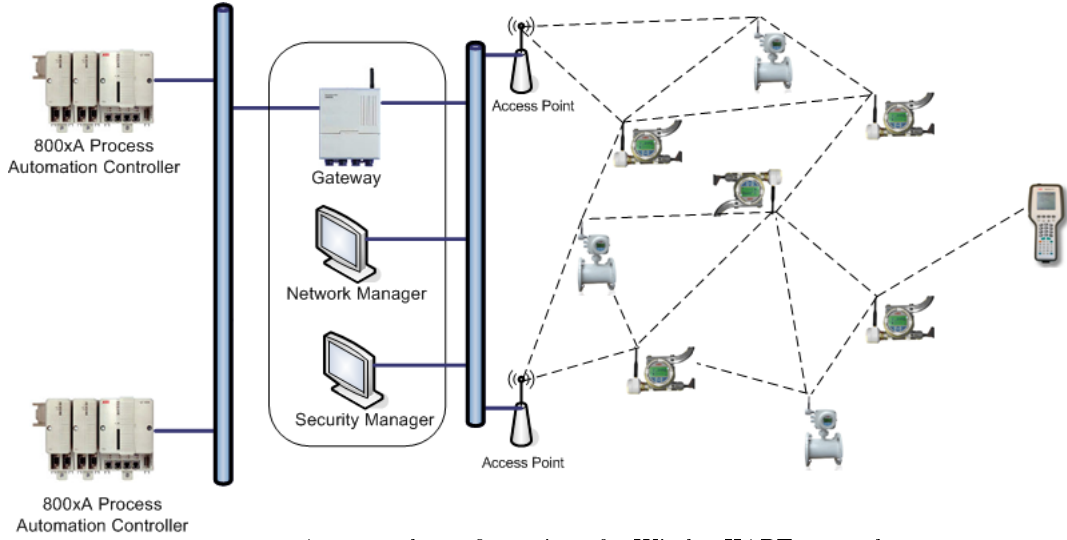 800xA Process
Automation Controller
Gateway
Network Manager
Security Manager
Access Point
Access Point
800xA Process
Automation Controller